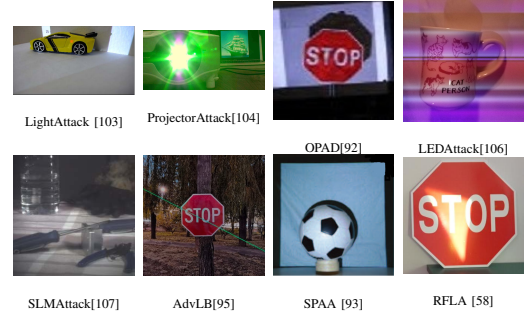 STOP
I CAT
PERSON
LightAttack [103]
ProjectorAttack[104]
OPAD[92]
LEDAttack[106]
STOP
STOP
SLMAttack[107]
AdvLB[95]
SPAA [93]
RFLA [58]